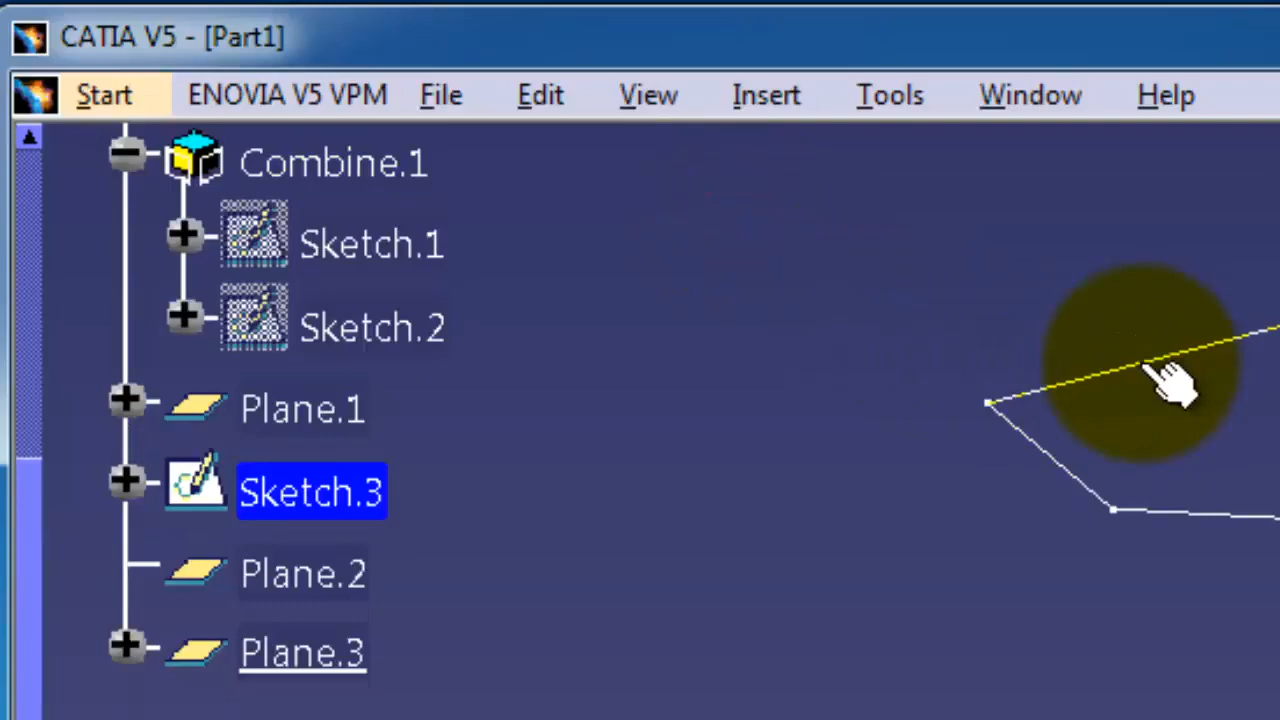 CATIA V5 - [Part1]
Start ENOVIA V5 VPM File Edit View Insert Tools Window Help
Combine.1
Sketch.1
Sketch.2
Plane.1
Sketch.3
Plane.2
Plane.3